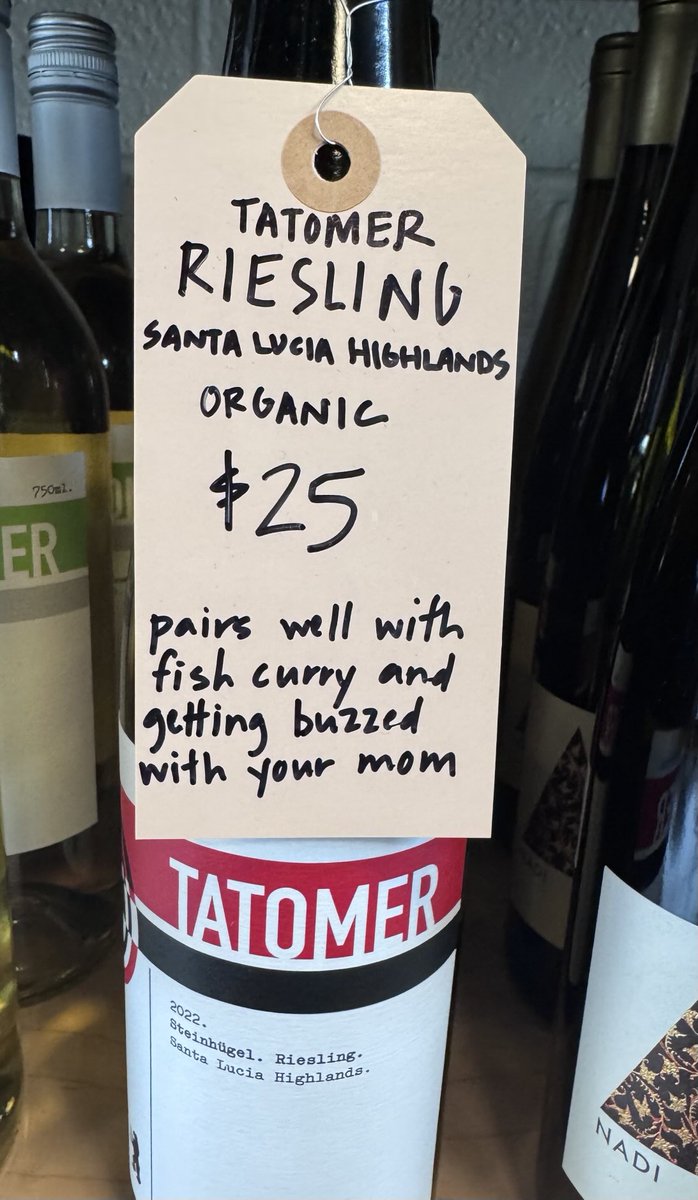 TATOMER
RIESLING
SANTA LUCIA HIGHLANDS
ORGANIC
$25
pairs well with
fish curry and
getting buzzed
with your mom
750ml.
ER
TATOMER
2022.
Steinhügel. Riesling.
Santa Lucia Highlands.
NADI